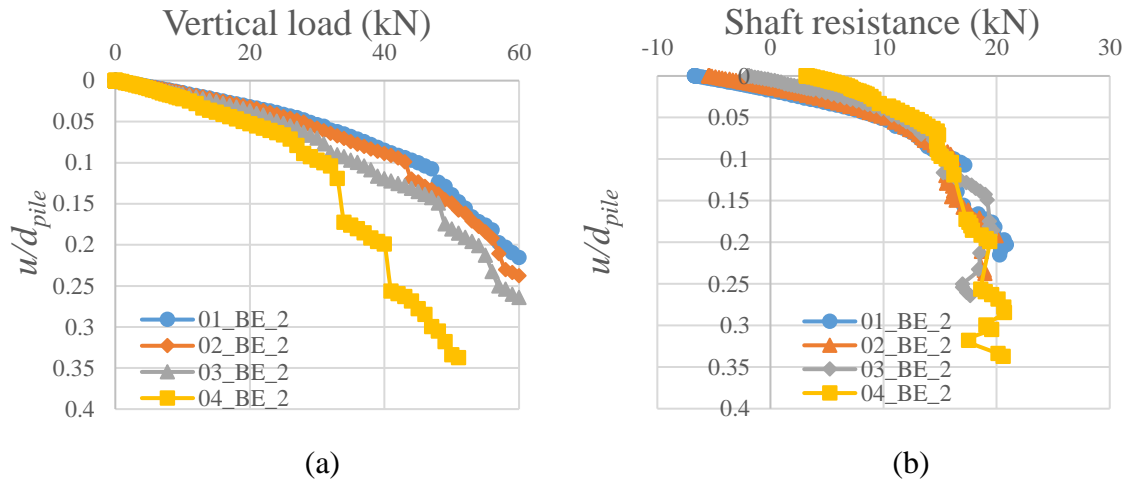 Vertical load (kN)
0 20 40 60
0
0.05
0.1
0.15
0.2
0.25
0.3
0.35
0.4
u/d_pile
01_BE_2
02_BE_2
03_BE_2
04_BE_2
(a)
Shaft resistance (kN)
-10 0 10 20 30
0
0.05
0.1
0.15
0.2
0.25
0.3
0.35
0.4
u/d_pile
01_BE_2
02_BE_2
03_BE_2
04_BE_2
(b)